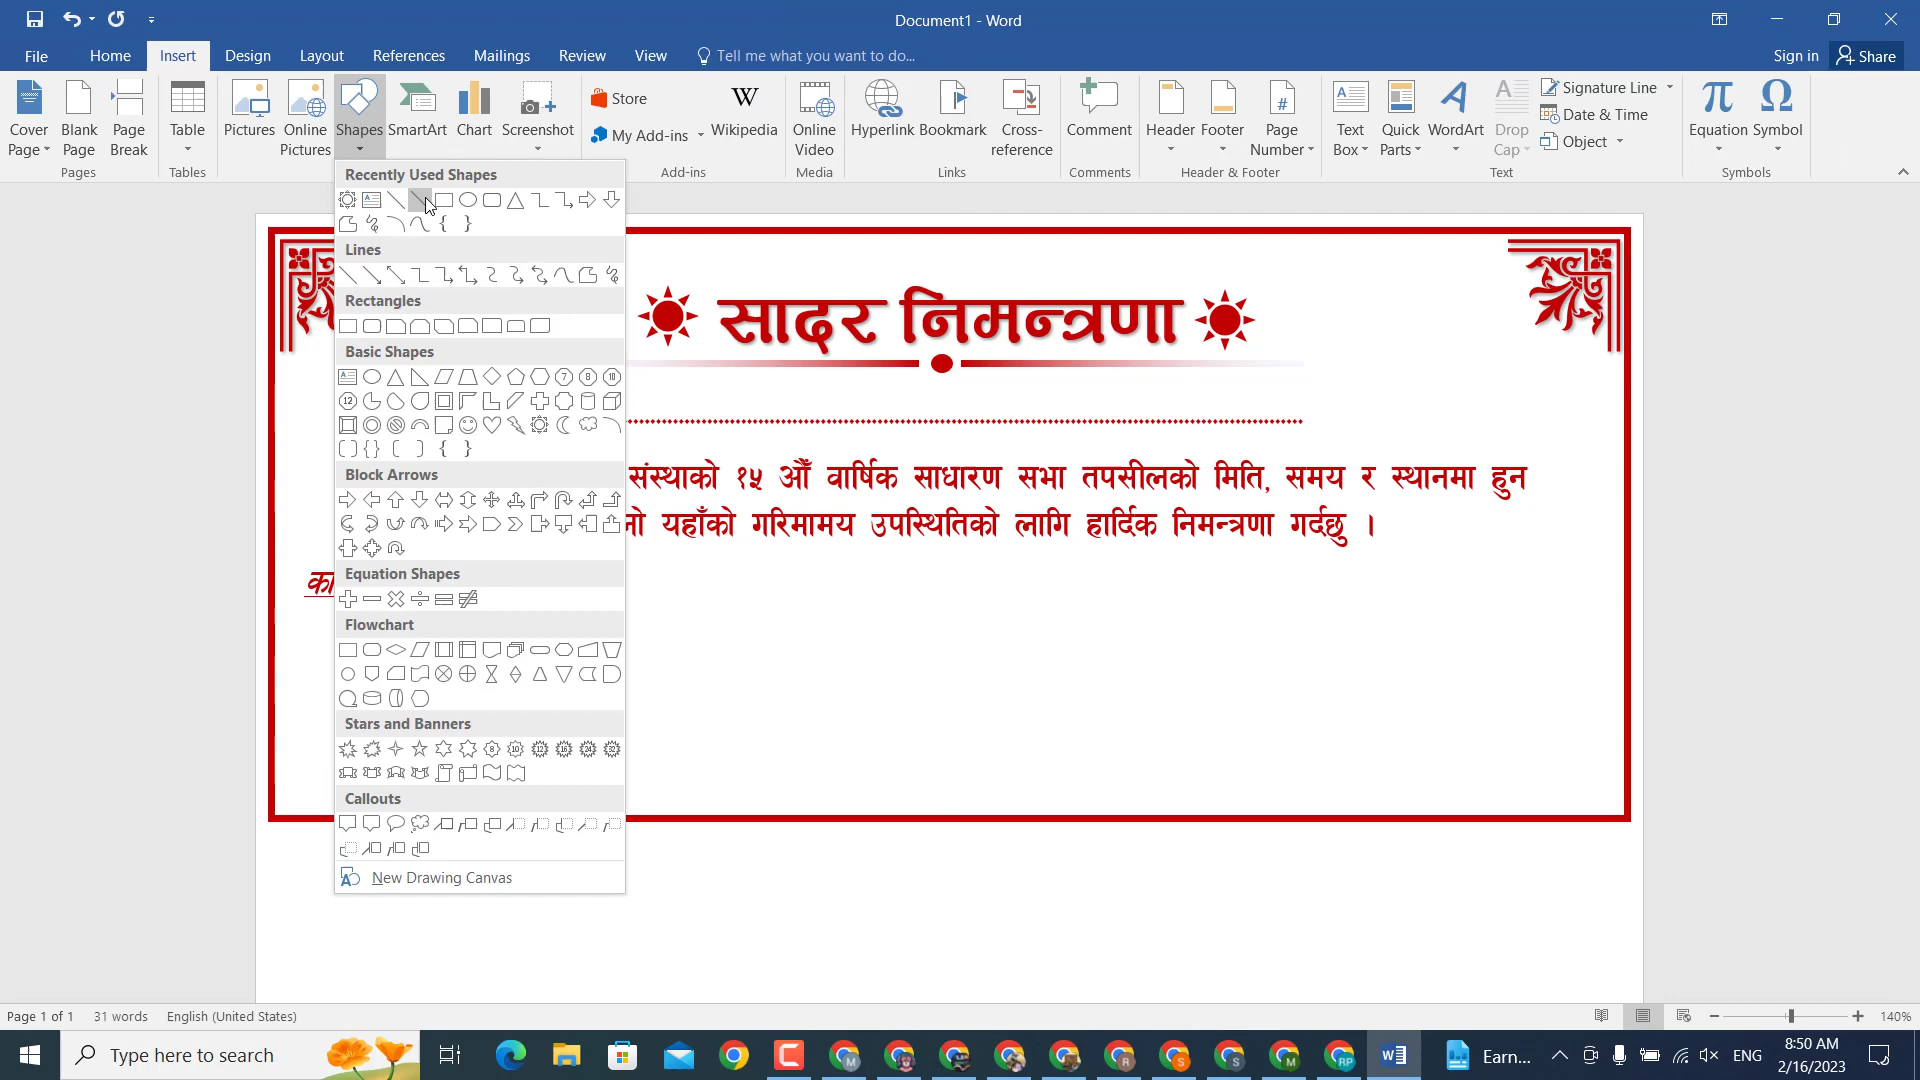 Document1 - Word
File Home Insert Design Layout References Mailings Review View Tell me what you want to do... Sign in Share
Cover Page Blank Page Page Break Table Pictures Online Pictures Shapes SmartArt Chart Screenshot Store My Add-ins Wikipedia Online Video Hyperlink Bookmark Cross-reference Comment Header Footer Page Number Text Box Quick Parts WordArt Drop Cap Signature Line Date & Time Object Equation Symbol
Pages Tables Add-ins Media Links Comments Header & Footer Text Symbols
Recently Used Shapes
Lines
Rectangles
Basic Shapes
Block Arrows
Equation Shapes
Flowchart
Stars and Banners
Callouts
New Drawing Canvas
सादर निमन्त्रणा
संस्थाको १५ औँ वार्षिक साधारण सभा तपसीलको मिति, समय र स्थानमा हुन
यहाँको गरिमामय उपस्थितिको लागि हार्दिक निमन्त्रणा गर्दछु ।
Page 1 of 1 31 words English (United States) 140%
Type here to search Earn... ENG 8:50 AM
2/16/2023